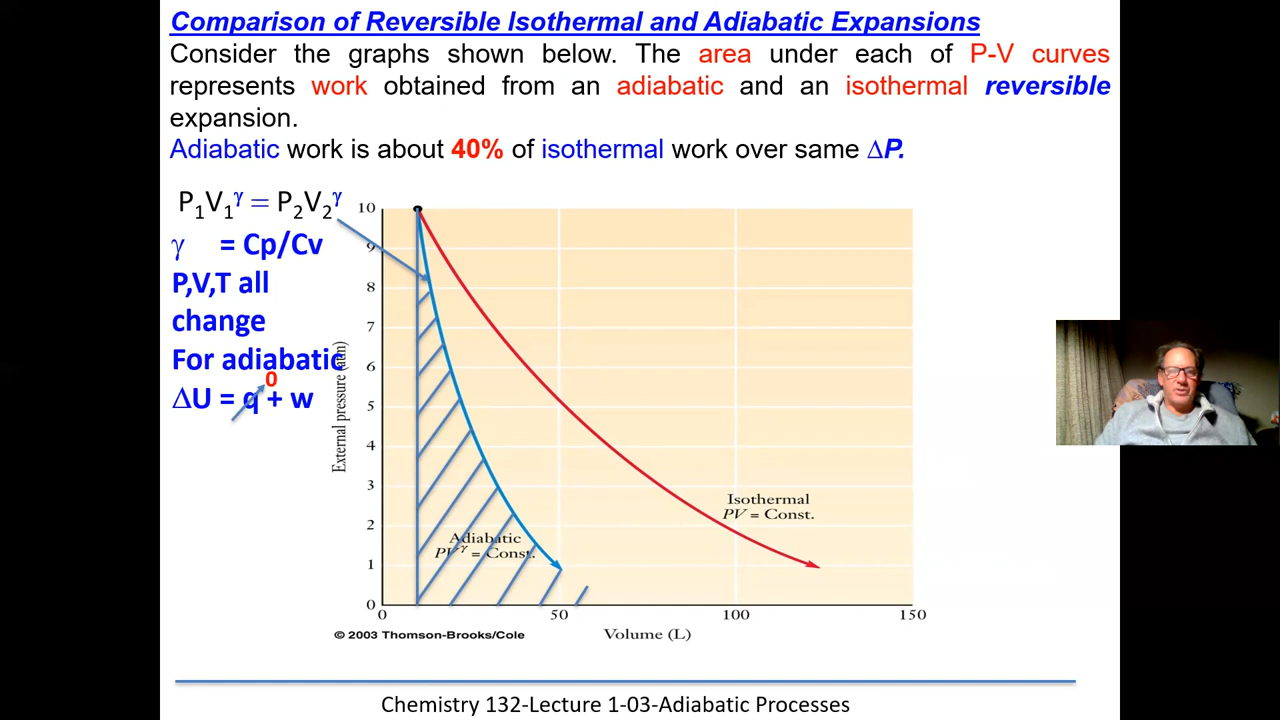 Comparison of Reversible Isothermal and Adiabatic Expansions
Consider the graphs shown below. The area under each of P-V curves
represents work obtained from an adiabatic and an isothermal reversible
expansion.
Adiabatic work is about 40% of isothermal work over same ΔP.
P₁V₁ᵞ = P₂V₂ᵞ
γ = Cp/Cv
P,V,T all
change
For adiabatic
0
ΔU = q + w
External pressure (atm)
10
9
8
7
6
5
4
3
2
1
0
Isothermal
PV = Const.
Adiabatic
PVᵞ = Const.
0 50 100 150
Volume (L)
© 2003 Thomson-Brooks/Cole
Chemistry 132-Lecture 1-03-Adiabatic Processes